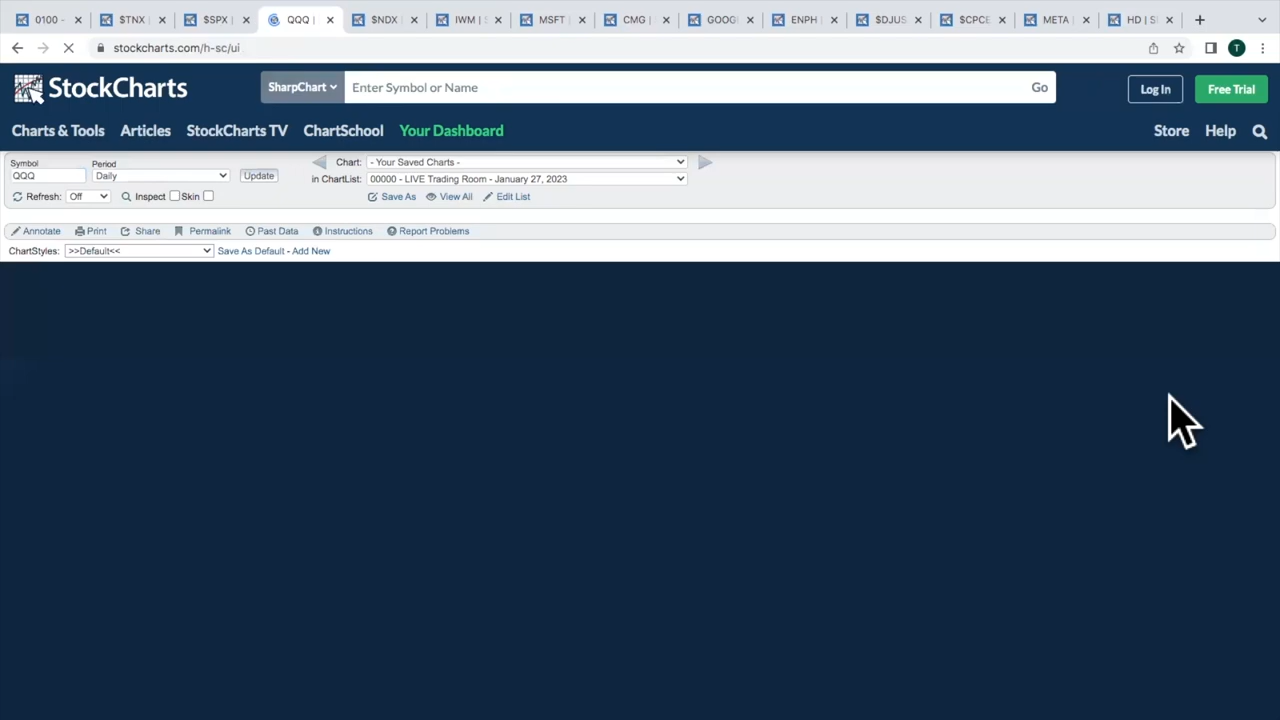 0100 - $TNX | $SPX | QQQ | $NDX | IWM | S MSFT | CMG | GOOGL ENPH | $DJUS $CPCE META | HD | S
stockcharts.com/h-sc/ui T
StockCharts SharpChart Enter Symbol or Name Go Log In Free Trial
Charts & Tools Articles StockCharts TV ChartSchool Your Dashboard Store Help
Symbol Period Chart: - Your Saved Charts -
QQQ Daily Update in ChartList: 00000 - LIVE Trading Room - January 27, 2023
Refresh: Off Inspect Skin Save As View All Edit List
Annotate Print Share Permalink Past Data Instructions Report Problems
ChartStyles: >>Default<< Save As Default - Add New